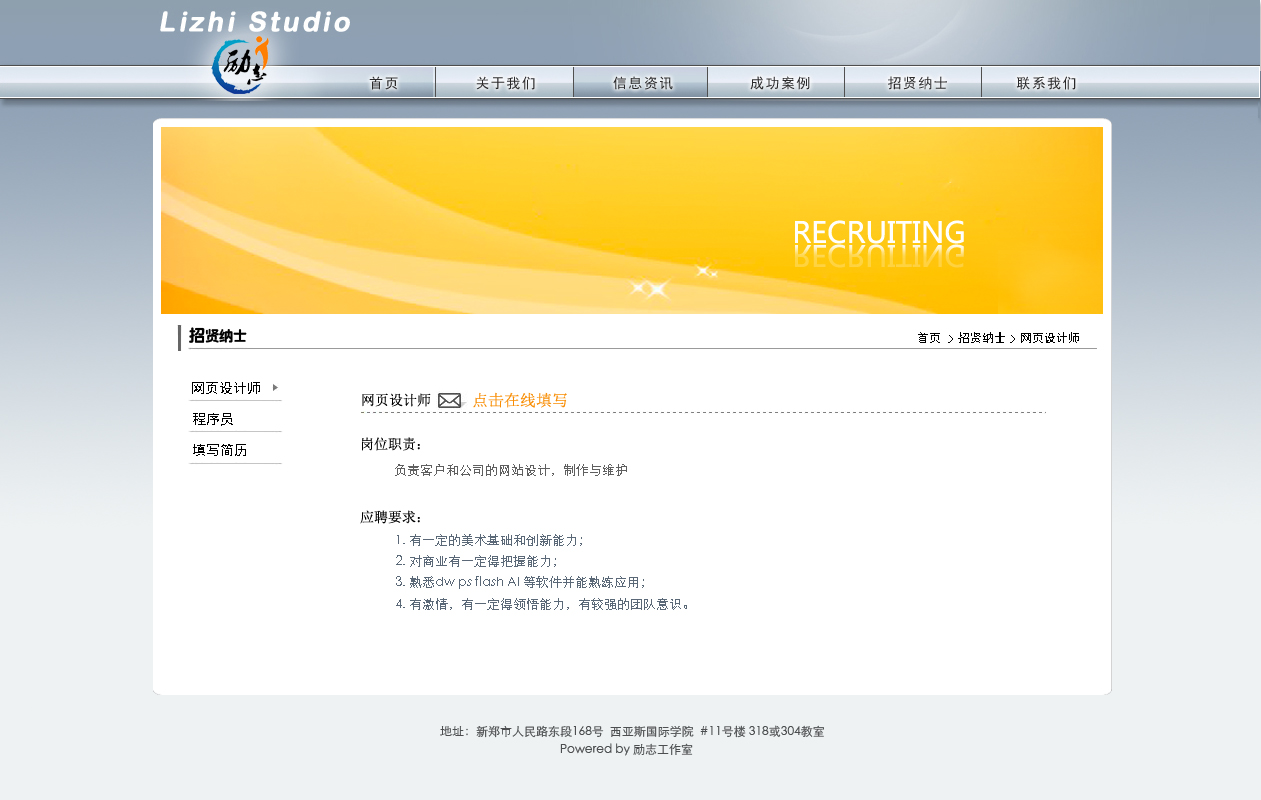 Lizhi Studio
励志
首页 关于我们 信息资讯 成功案例 招贤纳士 联系我们
RECRUITING
招贤纳士
首页 > 招贤纳士 > 网页设计师
网页设计师
程序员
填写简历
网页设计师 点击在线填写
岗位职责：
负责客户和公司的网站设计，制作与维护
应聘要求：
1. 有一定的美术基础和创新能力；
2. 对商业有一定得把握能力；
3. 熟悉dw ps flash AI 等软件并能熟练应用；
4. 有激情，有一定得领悟能力，有较强的团队意识。
地址：新郑市人民路东段168号 西亚斯国际学院 #11号楼 318或304教室
Powered by 励志工作室